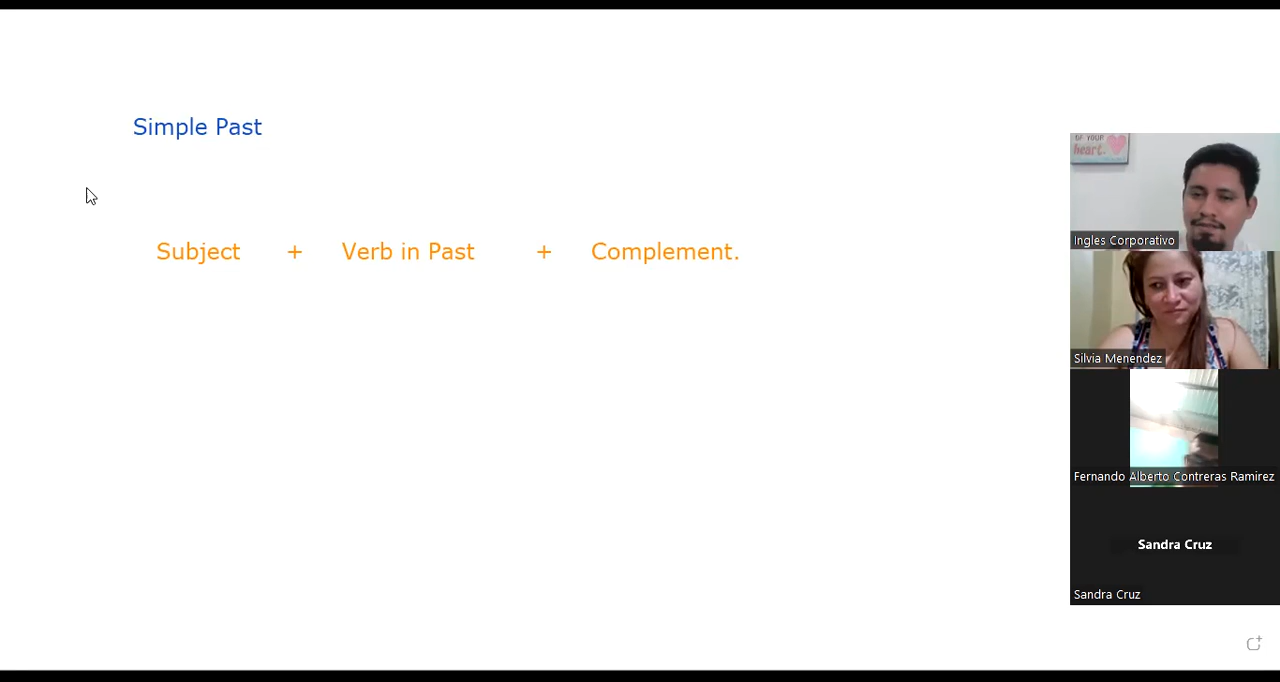 Simple Past
Subject + Verb in Past + Complement.
OF YOUR
heart.
Ingles Corporativo
Silvia Menendez
Fernando Alberto Contreras Ramirez
Sandra Cruz
Sandra Cruz